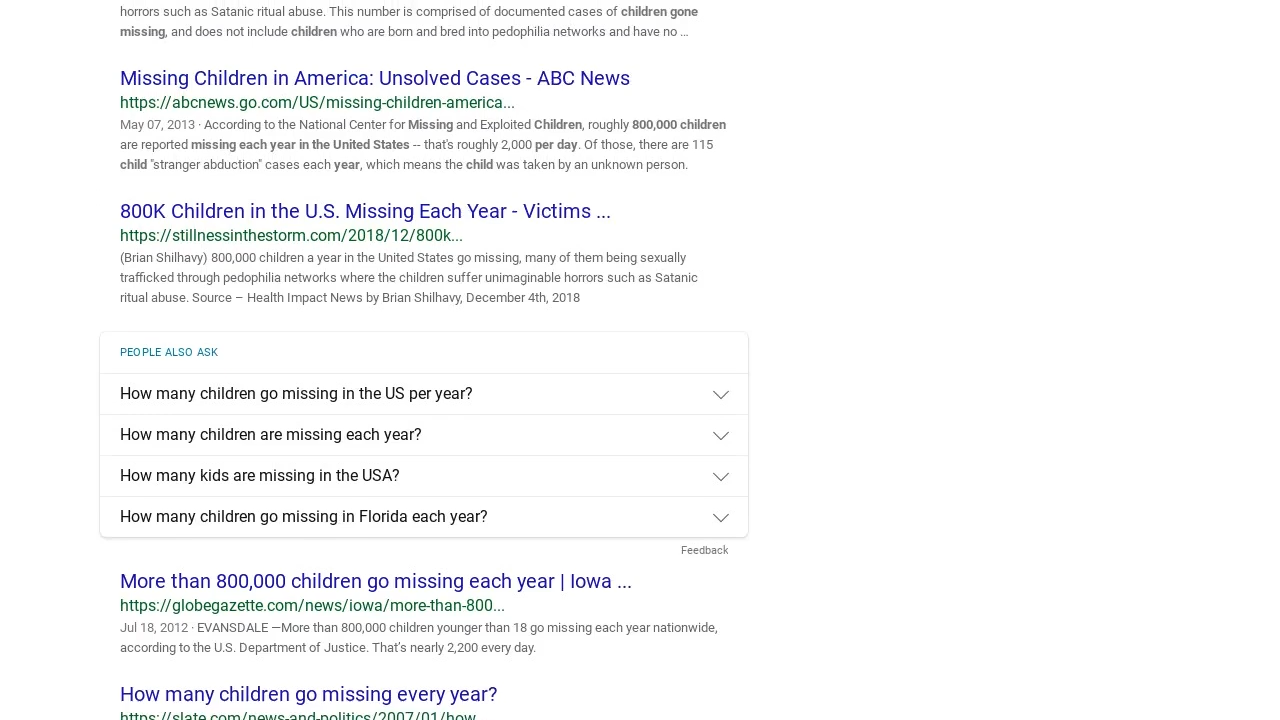 horrors such as Satanic ritual abuse. This number is comprised of documented cases of children gone
missing, and does not include children who are born and bred into pedophilia networks and have no …
Missing Children in America: Unsolved Cases - ABC News
https://abcnews.go.com/US/missing-children-america...
May 07, 2013 · According to the National Center for Missing and Exploited Children, roughly 800,000 children
are reported missing each year in the United States -- that's roughly 2,000 per day. Of those, there are 115
child "stranger abduction" cases each year, which means the child was taken by an unknown person.
800K Children in the U.S. Missing Each Year - Victims ...
https://stillnessinthestorm.com/2018/12/800k...
(Brian Shilhavy) 800,000 children a year in the United States go missing, many of them being sexually
trafficked through pedophilia networks where the children suffer unimaginable horrors such as Satanic
ritual abuse. Source – Health Impact News by Brian Shilhavy, December 4th, 2018
PEOPLE ALSO ASK
How many children go missing in the US per year?
How many children are missing each year?
How many kids are missing in the USA?
How many children go missing in Florida each year?
Feedback
More than 800,000 children go missing each year | Iowa ...
https://globegazette.com/news/iowa/more-than-800...
Jul 18, 2012 · EVANSDALE —More than 800,000 children younger than 18 go missing each year nationwide,
according to the U.S. Department of Justice. That’s nearly 2,200 every day.
How many children go missing every year?
https://slate.com/news-and-politics/2007/01/how...